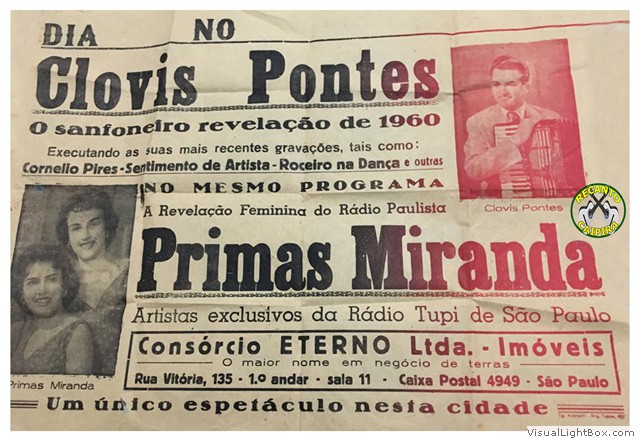 DIA NO
Clovis Pontes
O sanfoneiro revelação de 1960
Executando as suas mais recentes gravações, tais como:
Cornelio Pires - Sentimento de Artista - Roceiro na Dança e outras
Clovis Pontes
RECANTO CAIPIRA
NO MESMO PROGRAMA
A Revelação Feminina do Rádio Paulista
Primas Miranda
Artistas exclusivos da Rádio Tupi de São Paulo
Primas Miranda
Consórcio ETERNO Ltda. - Imóveis
O maior nome em negócio de terras
Rua Vitória, 135 - 1.º andar - sala 11 - Caixa Postal 4949 - São Paulo
Um único espetáculo nesta cidade
VisualLightBox.com